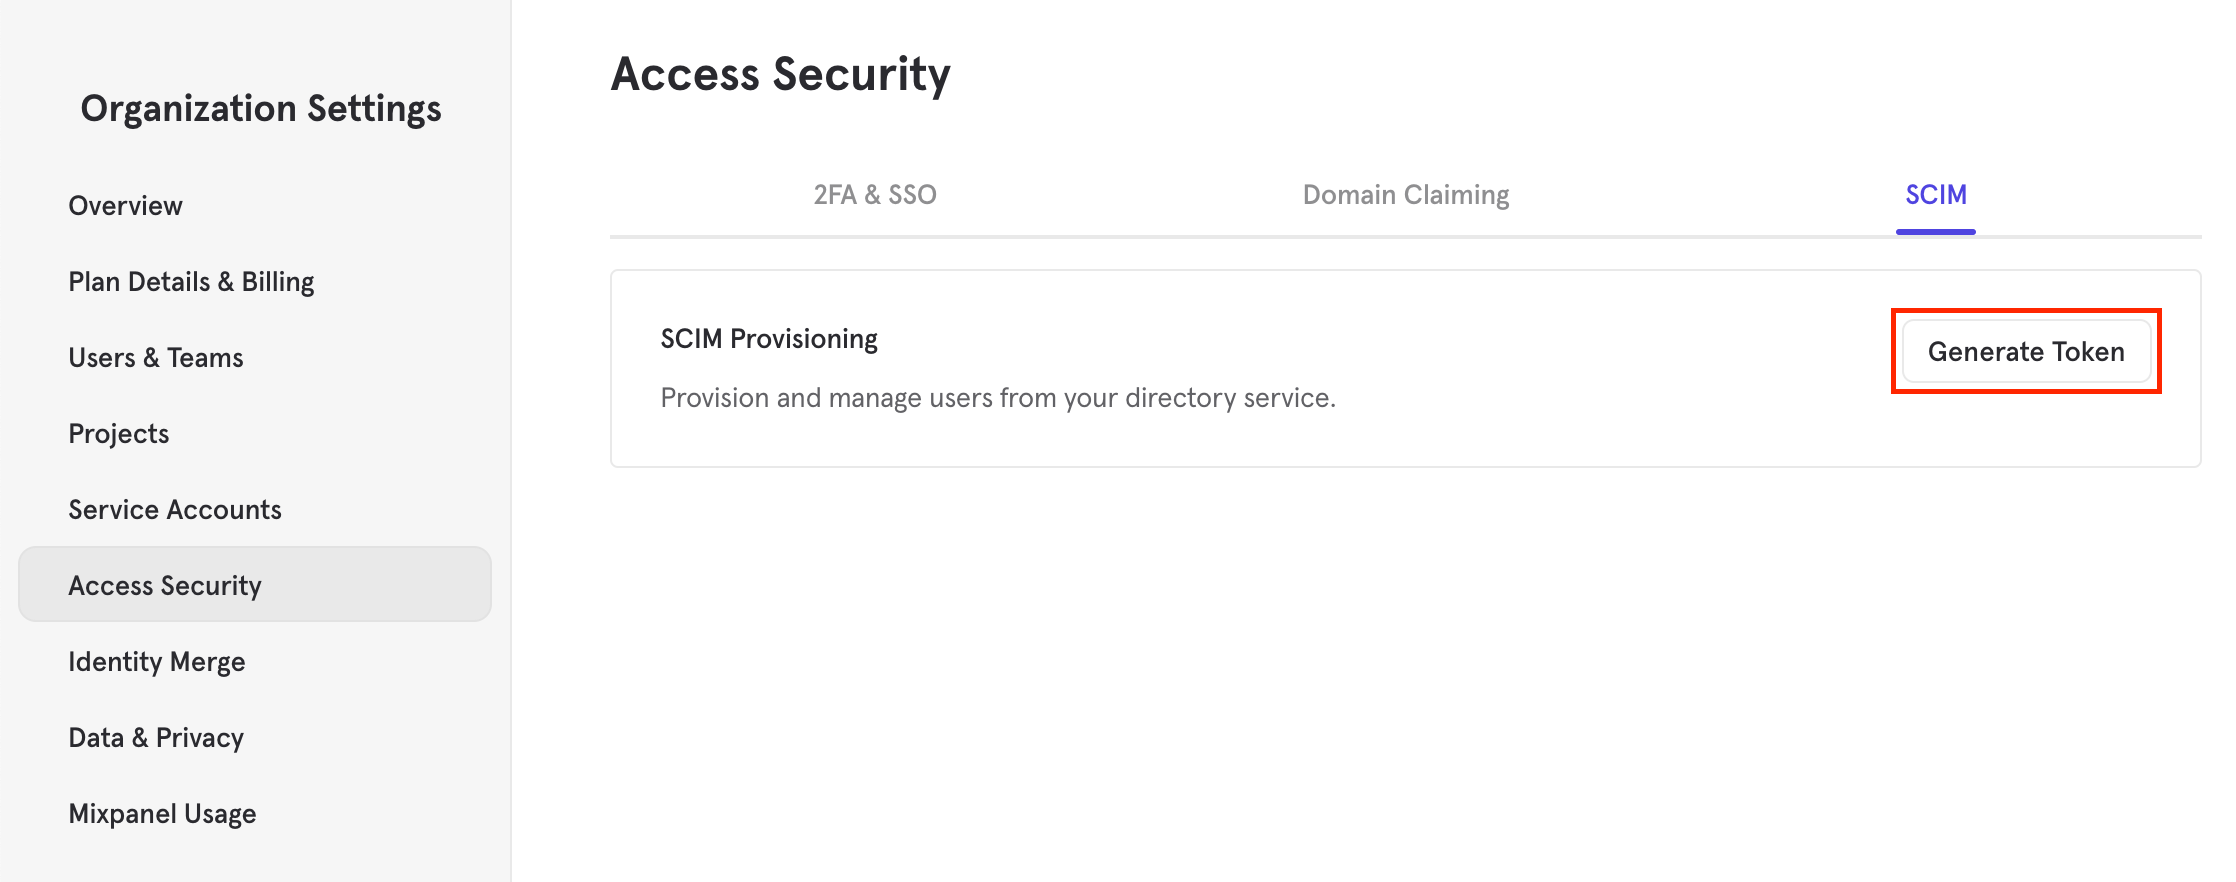 Organization Settings
Overview
Plan Details & Billing
Users & Teams
Projects
Service Accounts
Access Security
Identity Merge
Data & Privacy
Mixpanel Usage
Access Security
2FA & SSO
Domain Claiming
SCIM
SCIM Provisioning
Generate Token
Provision and manage users from your directory service.